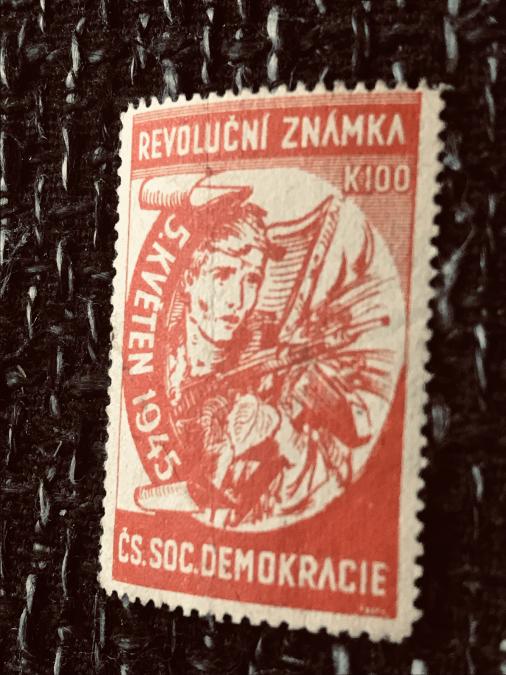 REVOLUČNÍ ZNÁMKA
K100
5. KVĚTEN 1945
ČS. SOC. DEMOKRACIE